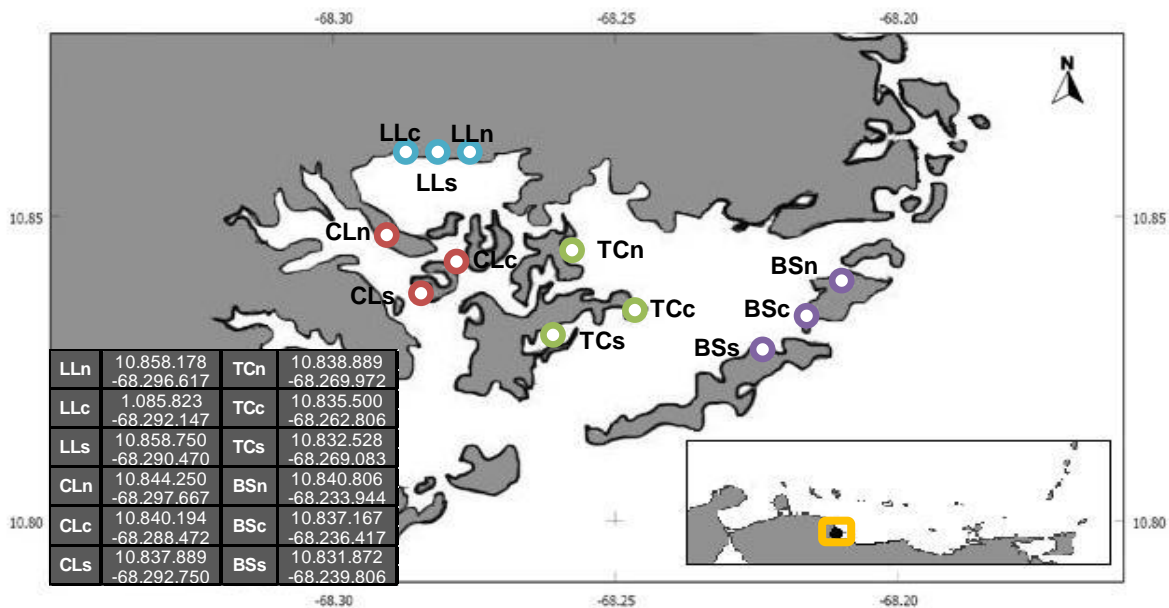 -68.30 -68.25 -68.20
N
LLc LLn
LLs
10.85 10.85
CLn
TCn
CLc
BSn
CLs
TCc
BSc
TCs
BSs
LLn 10.858.178 -68.296.617 TCn 10.838.889 -68.269.972
LLc 1.085.823 -68.292.147 TCc 10.835.500 -68.262.806
LLs 10.858.750 -68.290.470 TCs 10.832.528 -68.269.083
CLn 10.844.250 -68.297.667 BSn 10.840.806 -68.233.944
CLc 10.840.194 -68.288.472 BSc 10.837.167 -68.236.417
CLs 10.837.889 -68.292.750 BSs 10.831.872 -68.239.806
10.80 10.80
-68.30 -68.25 -68.20